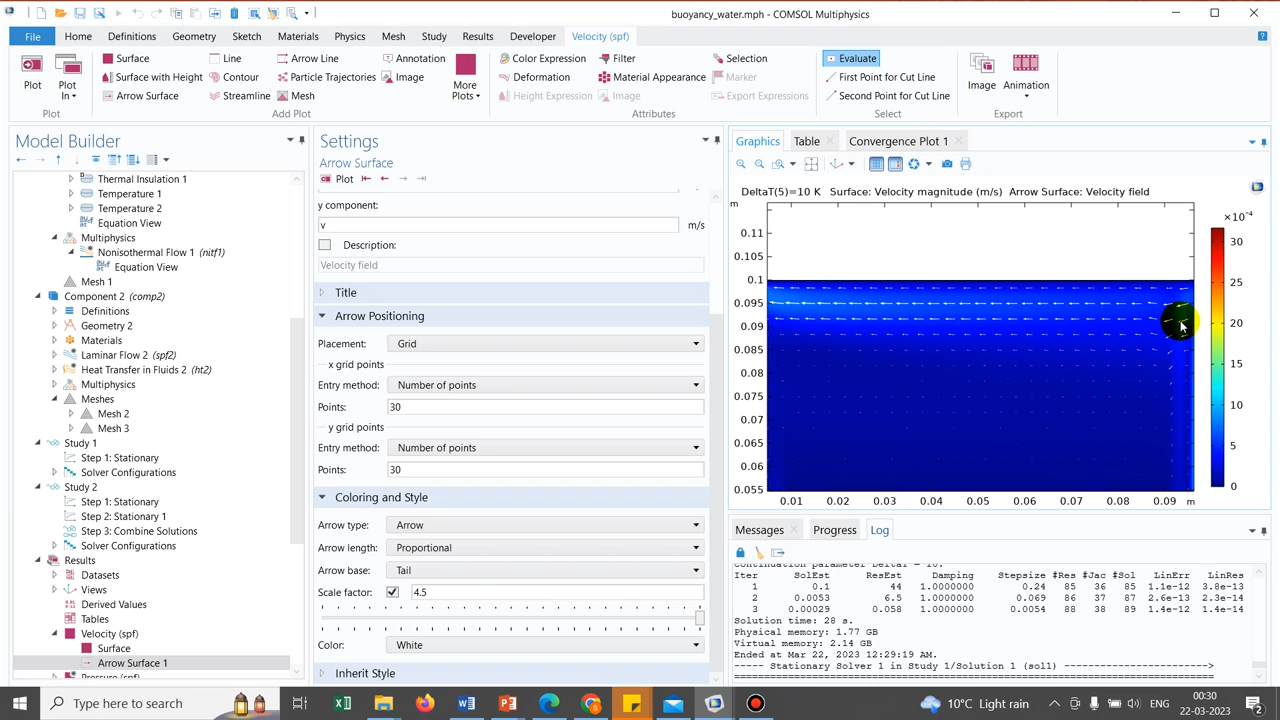 buoyancy_water.mph - COMSOL Multiphysics
File Home Definitions Geometry Sketch Materials Physics Mesh Study Results Developer Velocity (spf)
Plot
Plot In
Surface
Surface with Height
Arrow Surface
Line
Contour
Streamline
Arrow Line
Particle Trajectories
Mesh
Annotation
Image
More Plots
Color Expression
Deformation
Height Expression
Filter
Material Appearance
Image
Selection
Marker
Export Expressions
Evaluate
First Point for Cut Line
Second Point for Cut Line
Image
Animation
Plot Add Plot Attributes Select Export
Model Builder
Thermal Insulation 1
Temperature 1
Temperature 2
Equation View
Multiphysics
Nonisothermal Flow 1 (nitf1)
Equation View
Mesh 1
Component 2 (comp2)
Definitions
Geometry 2
Materials
Laminar Flow 2 (spf2)
Heat Transfer in Fluids 2 (ht2)
Multiphysics
Meshes
Mesh 2
Mesh 3
Study 1
Step 1: Stationary
Solver Configurations
Study 2
Step 1: Stationary
Step 2: Stationary 1
Step 3: Combine Solutions
Solver Configurations
Results
Datasets
Views
Derived Values
Tables
Velocity (spf)
Surface
Arrow Surface 1
Pressure (spf)
Settings
Arrow Surface
Plot
y component:
v m/s
Description:
Velocity field
Title
Arrow Positioning
Placement: Grid
x grid points
Entry method: Number of points
Points: 30
y grid points
Entry method: Number of points
Points: 30
Coloring and Style
Arrow type: Arrow
Arrow length: Proportional
Arrow base: Tail
Scale factor: 4.5
Color: White
Inherit Style
Graphics Table Convergence Plot 1
DeltaT(5)=10 K Surface: Velocity magnitude (m/s) Arrow Surface: Velocity field
m
×10⁻⁴
0.11
0.105
0.1
0.095
0.09
0.085
0.08
0.075
0.07
0.065
0.06
0.055
0.01 0.02 0.03 0.04 0.05 0.06 0.07 0.08 0.09 m
30
25
20
15
10
5
0
Messages Progress Log
Continuation parameter DeltaT = 10.
Iter SolEst ResEst Damping Stepsize #Res #Jac #Sol LinErr LinRes
1 0.1 44 1.0000000 0.24 85 36 85 1.1e-12 3.8e-13
2 0.0053 6.5 1.0000000 0.069 86 37 87 2.6e-13 2.3e-14
3 0.00029 0.058 1.0000000 0.0054 88 38 89 1.4e-12 1.4e-14
Solution time: 28 s.
Physical memory: 1.77 GB
Virtual memory: 2.14 GB
Ended at Mar 22, 2023 12:29:19 AM.
----- Stationary Solver 1 in Study 1/Solution 1 (sol1) -------------------->
Type here to search
10°C Light rain
00:30
22-03-2023
2